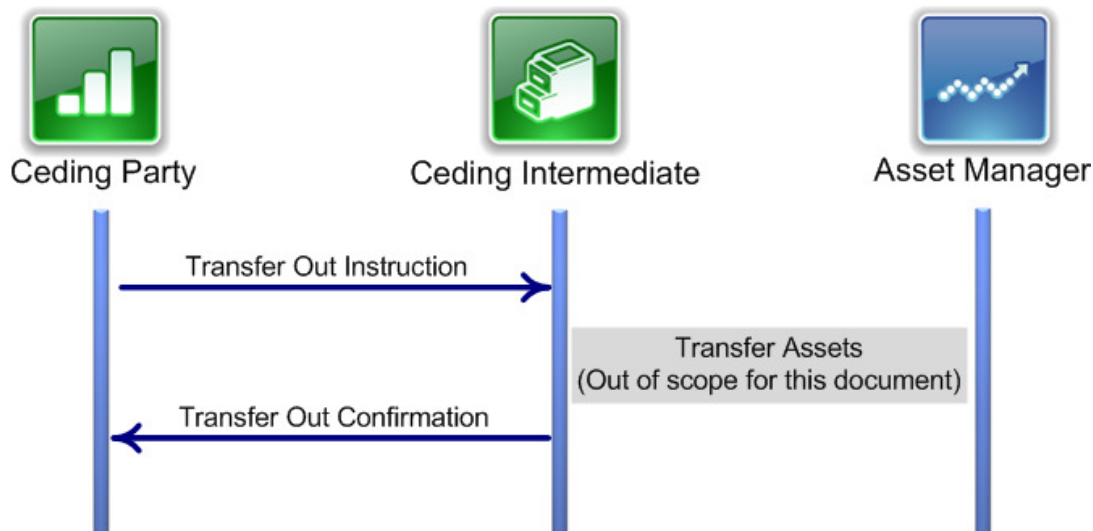 Ceding Party
Ceding Intermediate
Asset Manager
Transfer Out Instruction
Transfer Assets
(Out of scope for this document)
Transfer Out Confirmation